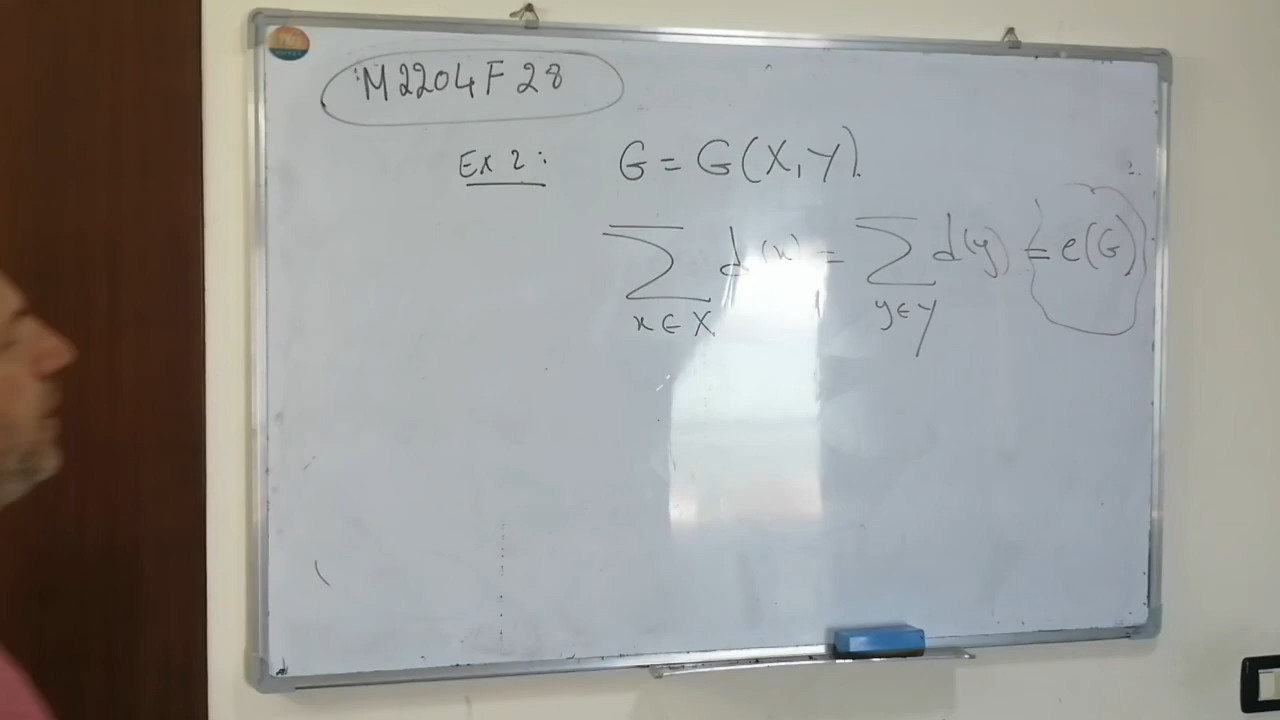 M2204F28
Ex 2: G = G(X,Y).
∑ d(x) = ∑ d(y) = e(G)
x∈X y∈Y